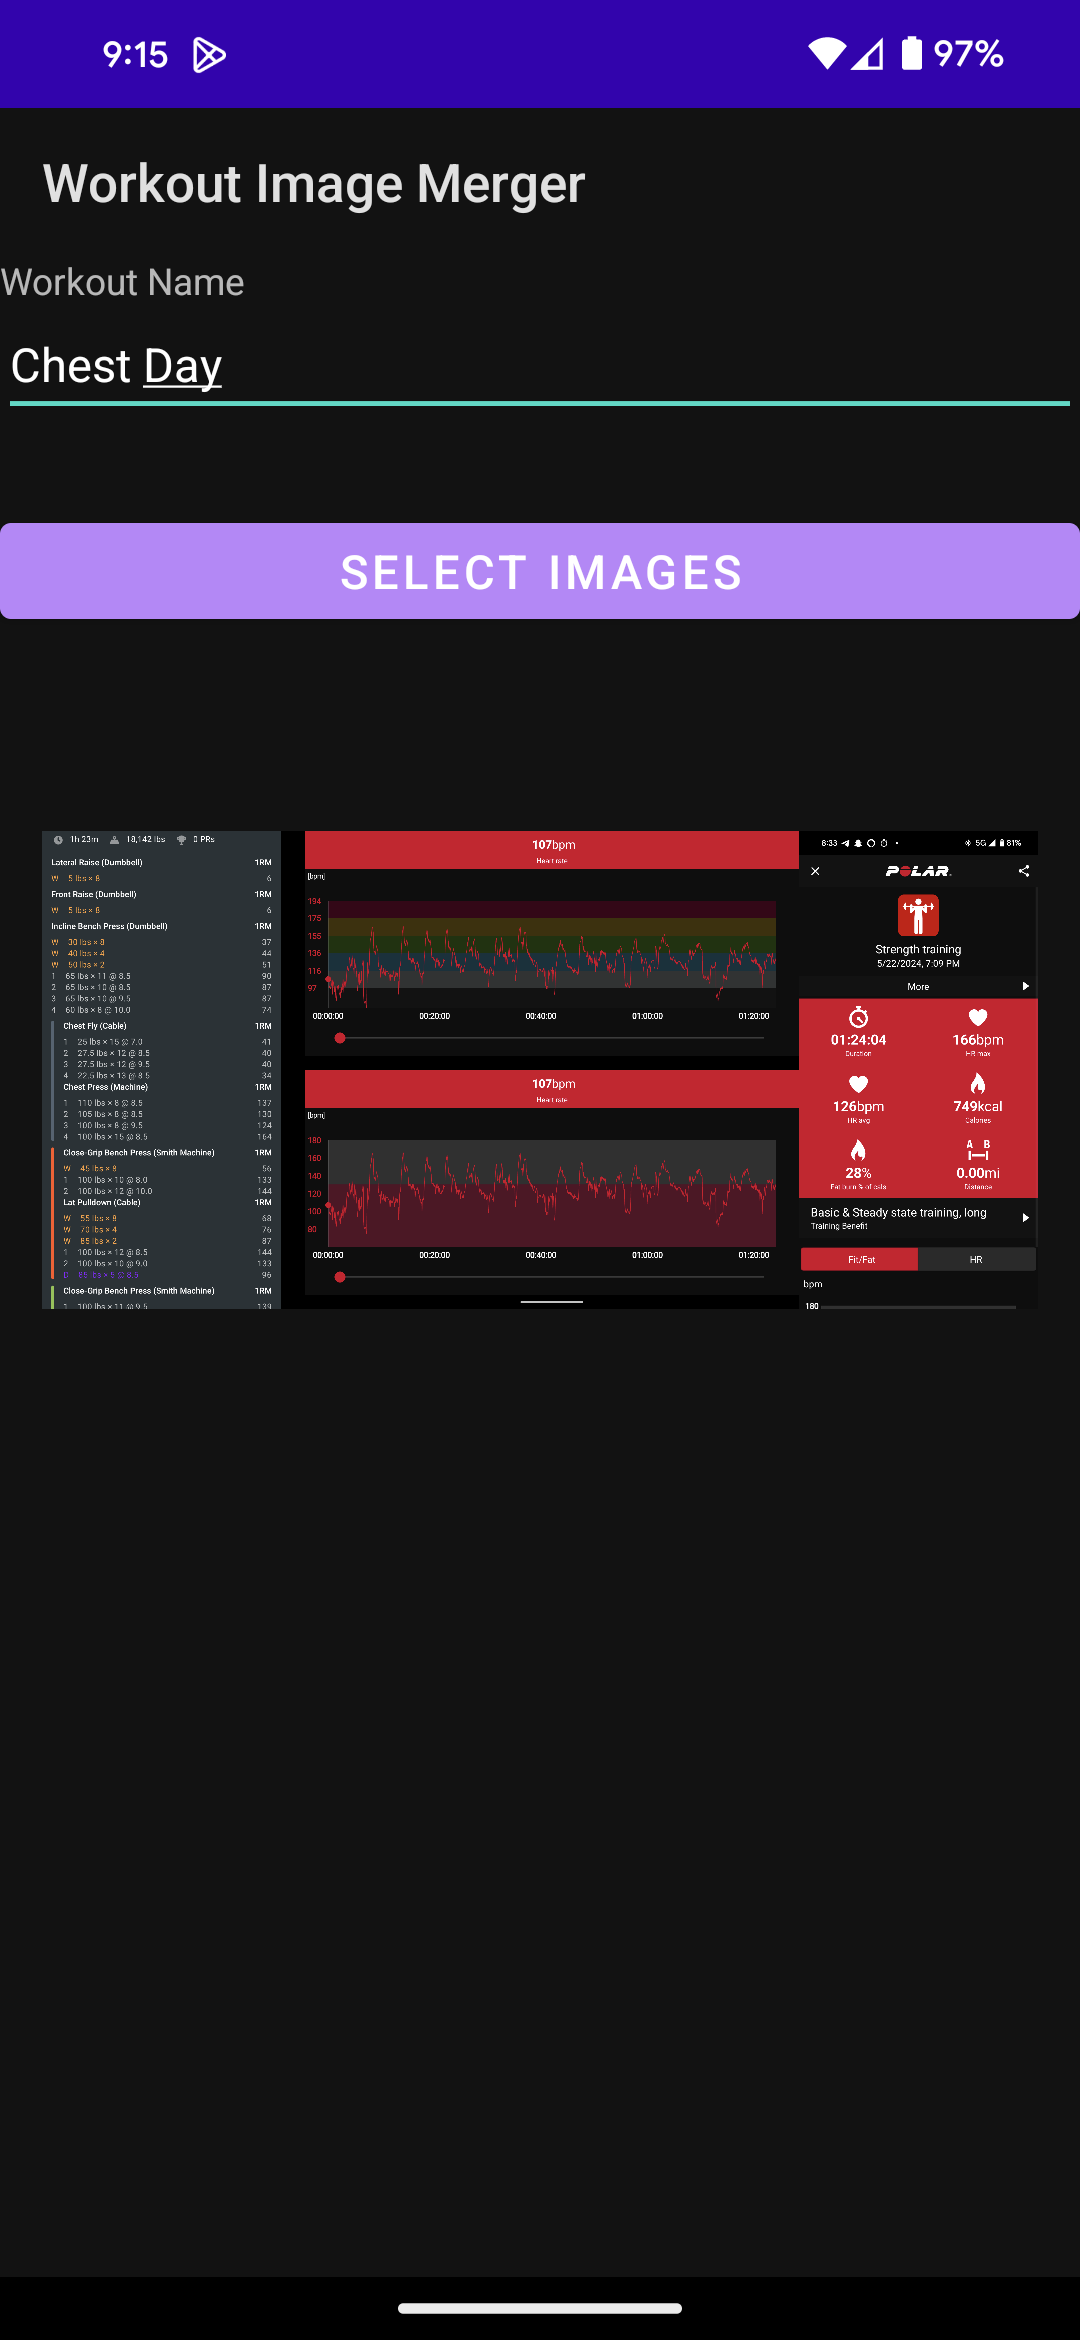 9:15 97%
Workout Image Merger
Workout Name
Chest Day
SELECT IMAGES
1h 23m 18,142 lbs 0 PRs
Lateral Raise (Dumbbell) 1RM
W 5 lbs × 8 6
Front Raise (Dumbbell) 1RM
W 5 lbs × 8 6
Incline Bench Press (Dumbbell) 1RM
W 30 lbs × 8 37
W 40 lbs × 4 44
W 50 lbs × 2 51
1 65 lbs × 11 @ 8.5 90
2 65 lbs × 10 @ 8.5 87
3 65 lbs × 10 @ 9.5 87
4 60 lbs × 8 @ 10.0 74
Chest Fly (Cable) 1RM
1 25 lbs × 15 @ 7.0 41
2 27.5 lbs × 12 @ 8.5 40
3 27.5 lbs × 12 @ 9.5 40
4 22.5 lbs × 13 @ 8.5 34
Chest Press (Machine) 1RM
1 110 lbs × 8 @ 8.5 137
2 105 lbs × 8 @ 8.5 130
3 100 lbs × 8 @ 9.5 124
4 100 lbs × 15 @ 8.5 164
Close-Grip Bench Press (Smith Machine) 1RM
W 45 lbs × 8 56
1 100 lbs × 10 @ 8.0 133
2 100 lbs × 12 @ 10.0 144
Lat Pulldown (Cable) 1RM
W 55 lbs × 8 68
W 70 lbs × 4 76
W 85 lbs × 2 87
1 100 lbs × 12 @ 8.5 144
2 100 lbs × 10 @ 9.0 133
D 85 lbs × 5 @ 8.5 96
Close-Grip Bench Press (Smith Machine) 1RM
1 100 lbs × 11 @ 9.5 139
107bpm
Heart rate
[bpm]
194
175
155
136
116
97
00:00:00 00:20:00 00:40:00 01:00:00 01:20:00
107bpm
Heart rate
[bpm]
180
160
140
120
100
80
00:00:00 00:20:00 00:40:00 01:00:00 01:20:00
8:33 5G 81%
POLAR
Strength training
5/22/2024, 7:09 PM
More
01:24:04 166bpm
Duration HR max
126bpm 749kcal
HR avg Calories
A B
28% 0.00mi
Fat burn % of cals Distance
Basic & Steady state training, long
Training Benefit
Fit/Fat HR
bpm
180